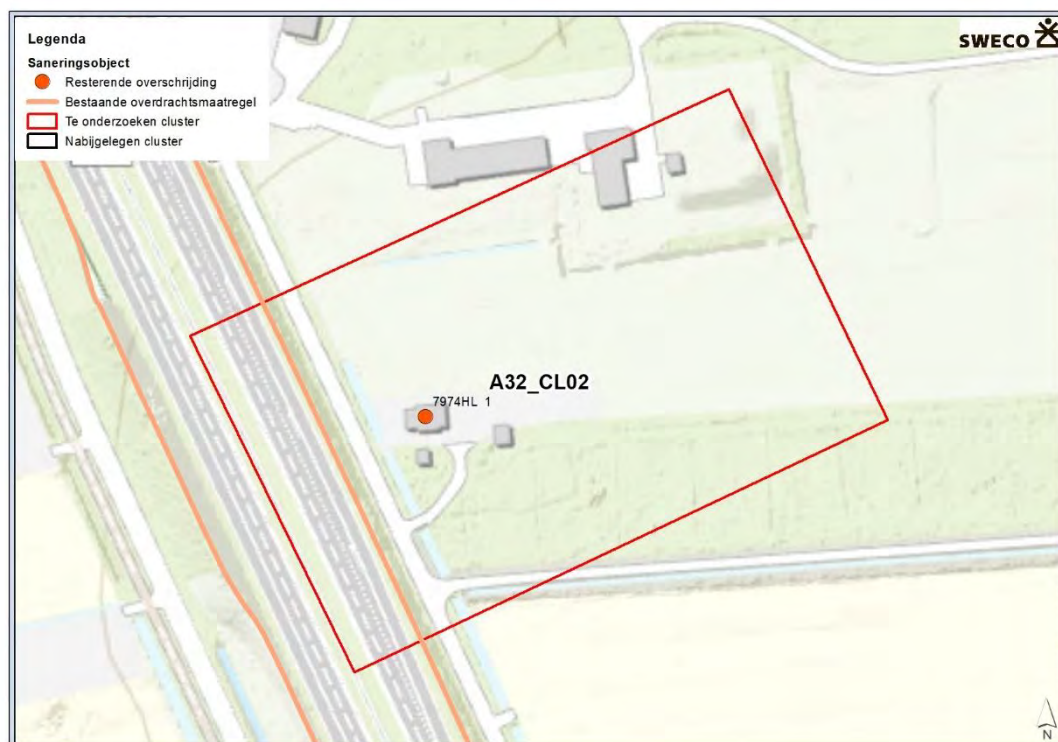 Legenda
SWECO
Saneringsobject
Resterende overschrijding
Bestaande overdrachtsmaatregel
Te onderzoeken cluster
Nabijgelegen cluster
A32_CL02
7974HL 1
N